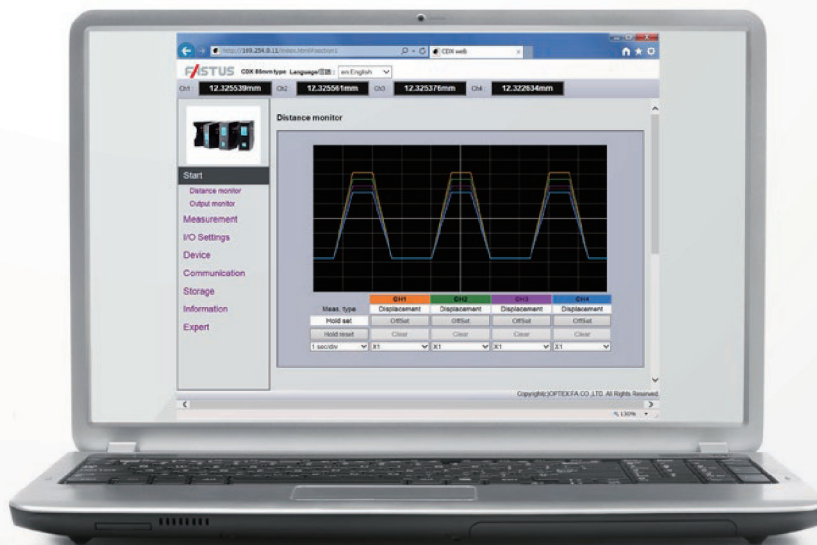 http://169.254.0.11/index.html#section1
CDX web
FASTUS CDX 85mm type Language/言語 : en:English
Ch1 : 12.325539mm Ch2 : 12.325561mm Ch3 : 12.325376mm Ch4 : 12.322634mm
Distance monitor
Start
Distance monitor
Output monitor
Measurement
I/O Settings
Device
Communication
Storage
Information
Expert
CH1 CH2 CH3 CH4
Meas. type Displacement Displacement Displacement Displacement
Hold set OffSet OffSet OffSet OffSet
Hold reset Clear Clear Clear Clear
1 sec/div X1 X1 X1 X1
Copyright(c)OPTEX FA CO.,LTD. All Rights Reserved.
130%